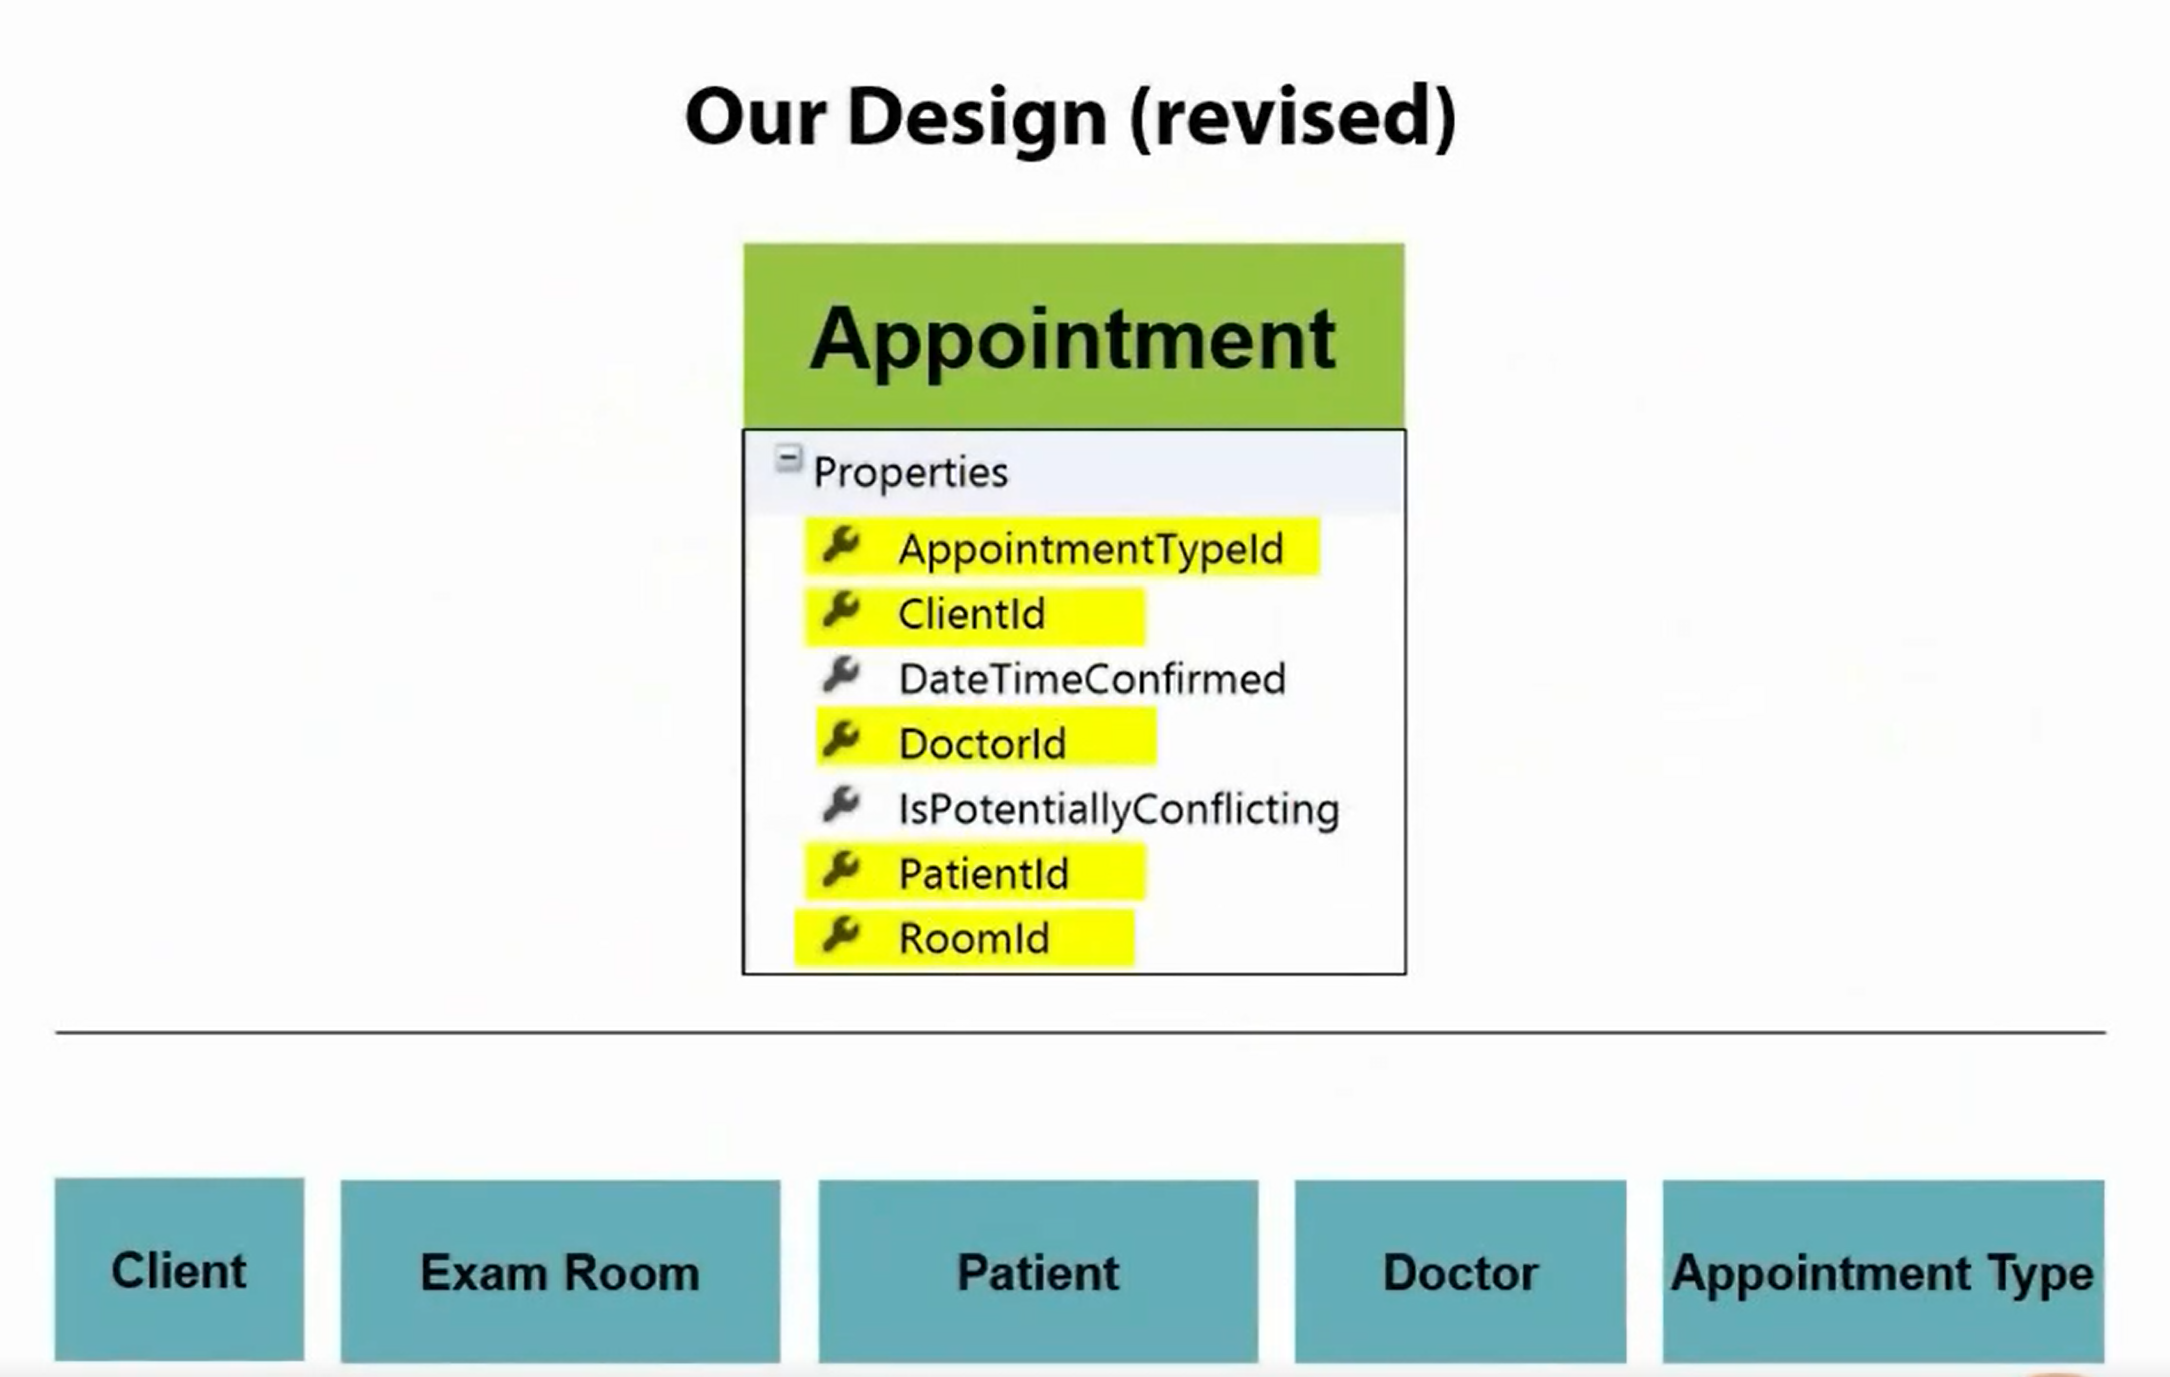 Our Design (revised)
Appointment
Properties
AppointmentTypeId
ClientId
DateTimeConfirmed
DoctorId
IsPotentiallyConflicting
PatientId
RoomId
Client
Exam Room
Patient
Doctor
Appointment Type